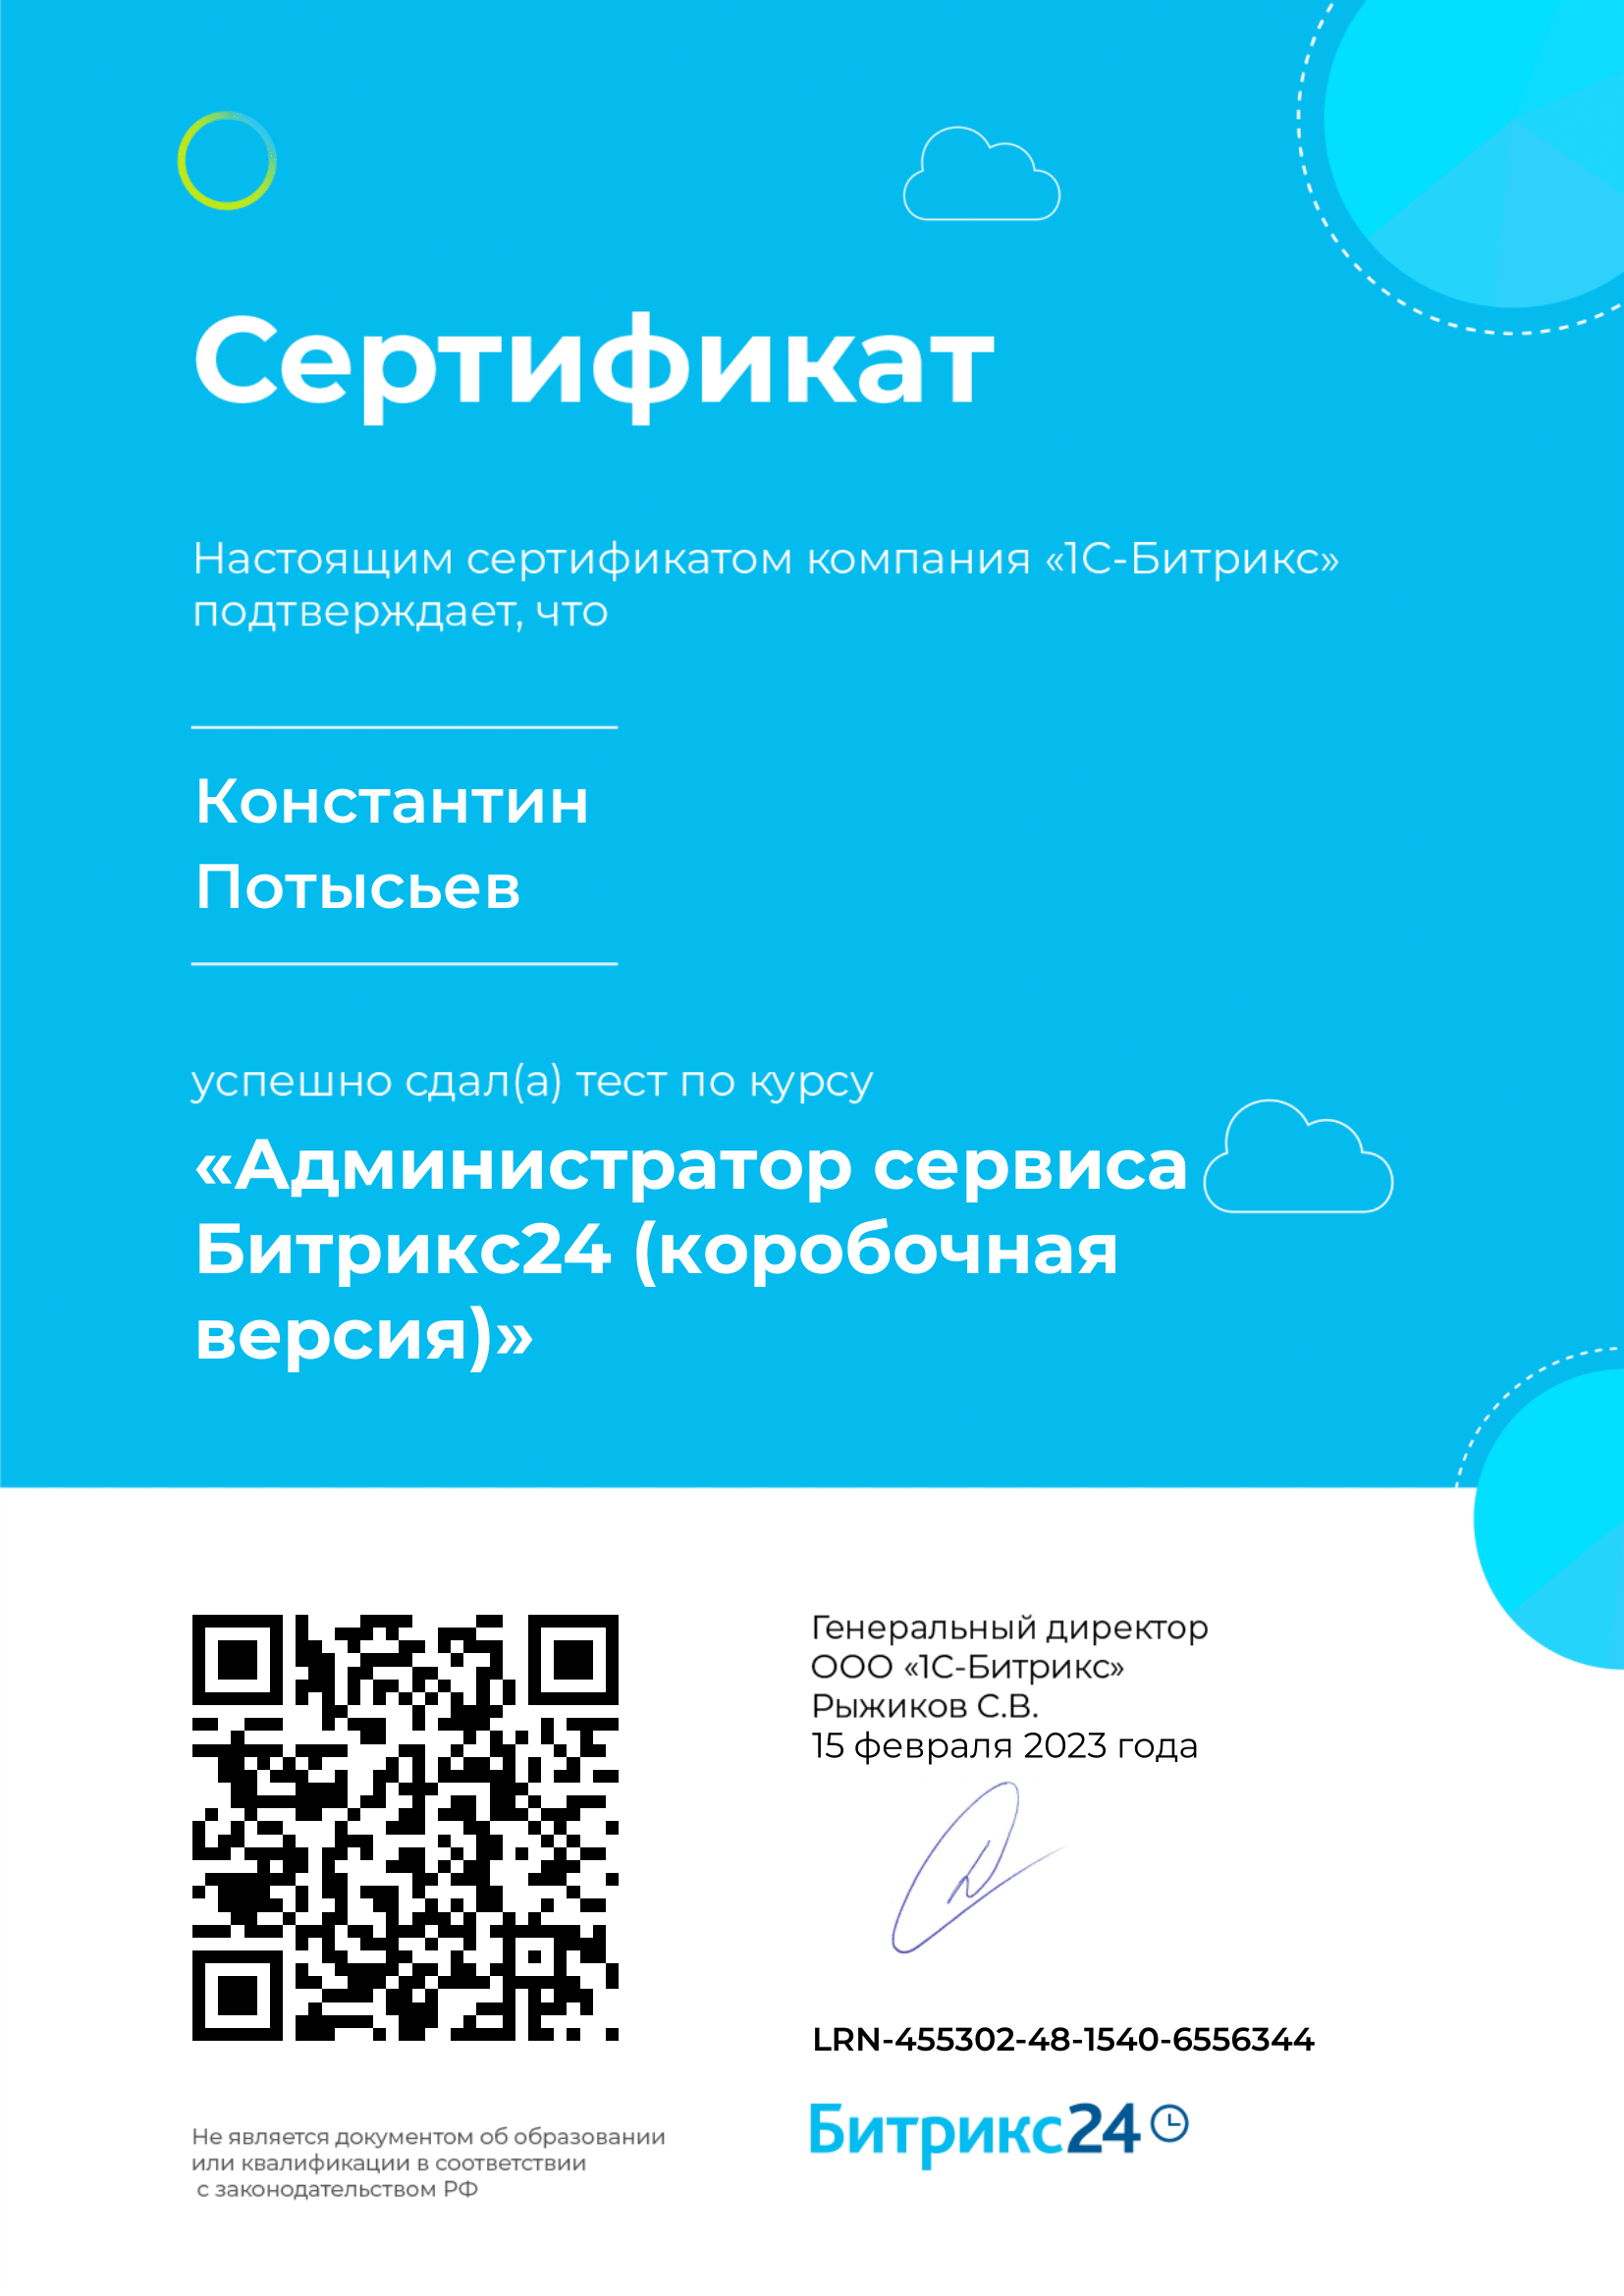 Сертификат
Настоящим сертификатом компания «1С-Битрикс»
подтверждает, что
Константин
Потысьев
успешно сдал(а) тест по курсу
«Администратор сервиса
Битрикс24 (коробочная
версия)»
Генеральный директор
ООО «1С-Битрикс»
Рыжиков С.В.
15 февраля 2023 года
LRN-455302-48-1540-6556344
Битрикс24
Не является документом об образовании
или квалификации в соответствии
с законодательством РФ